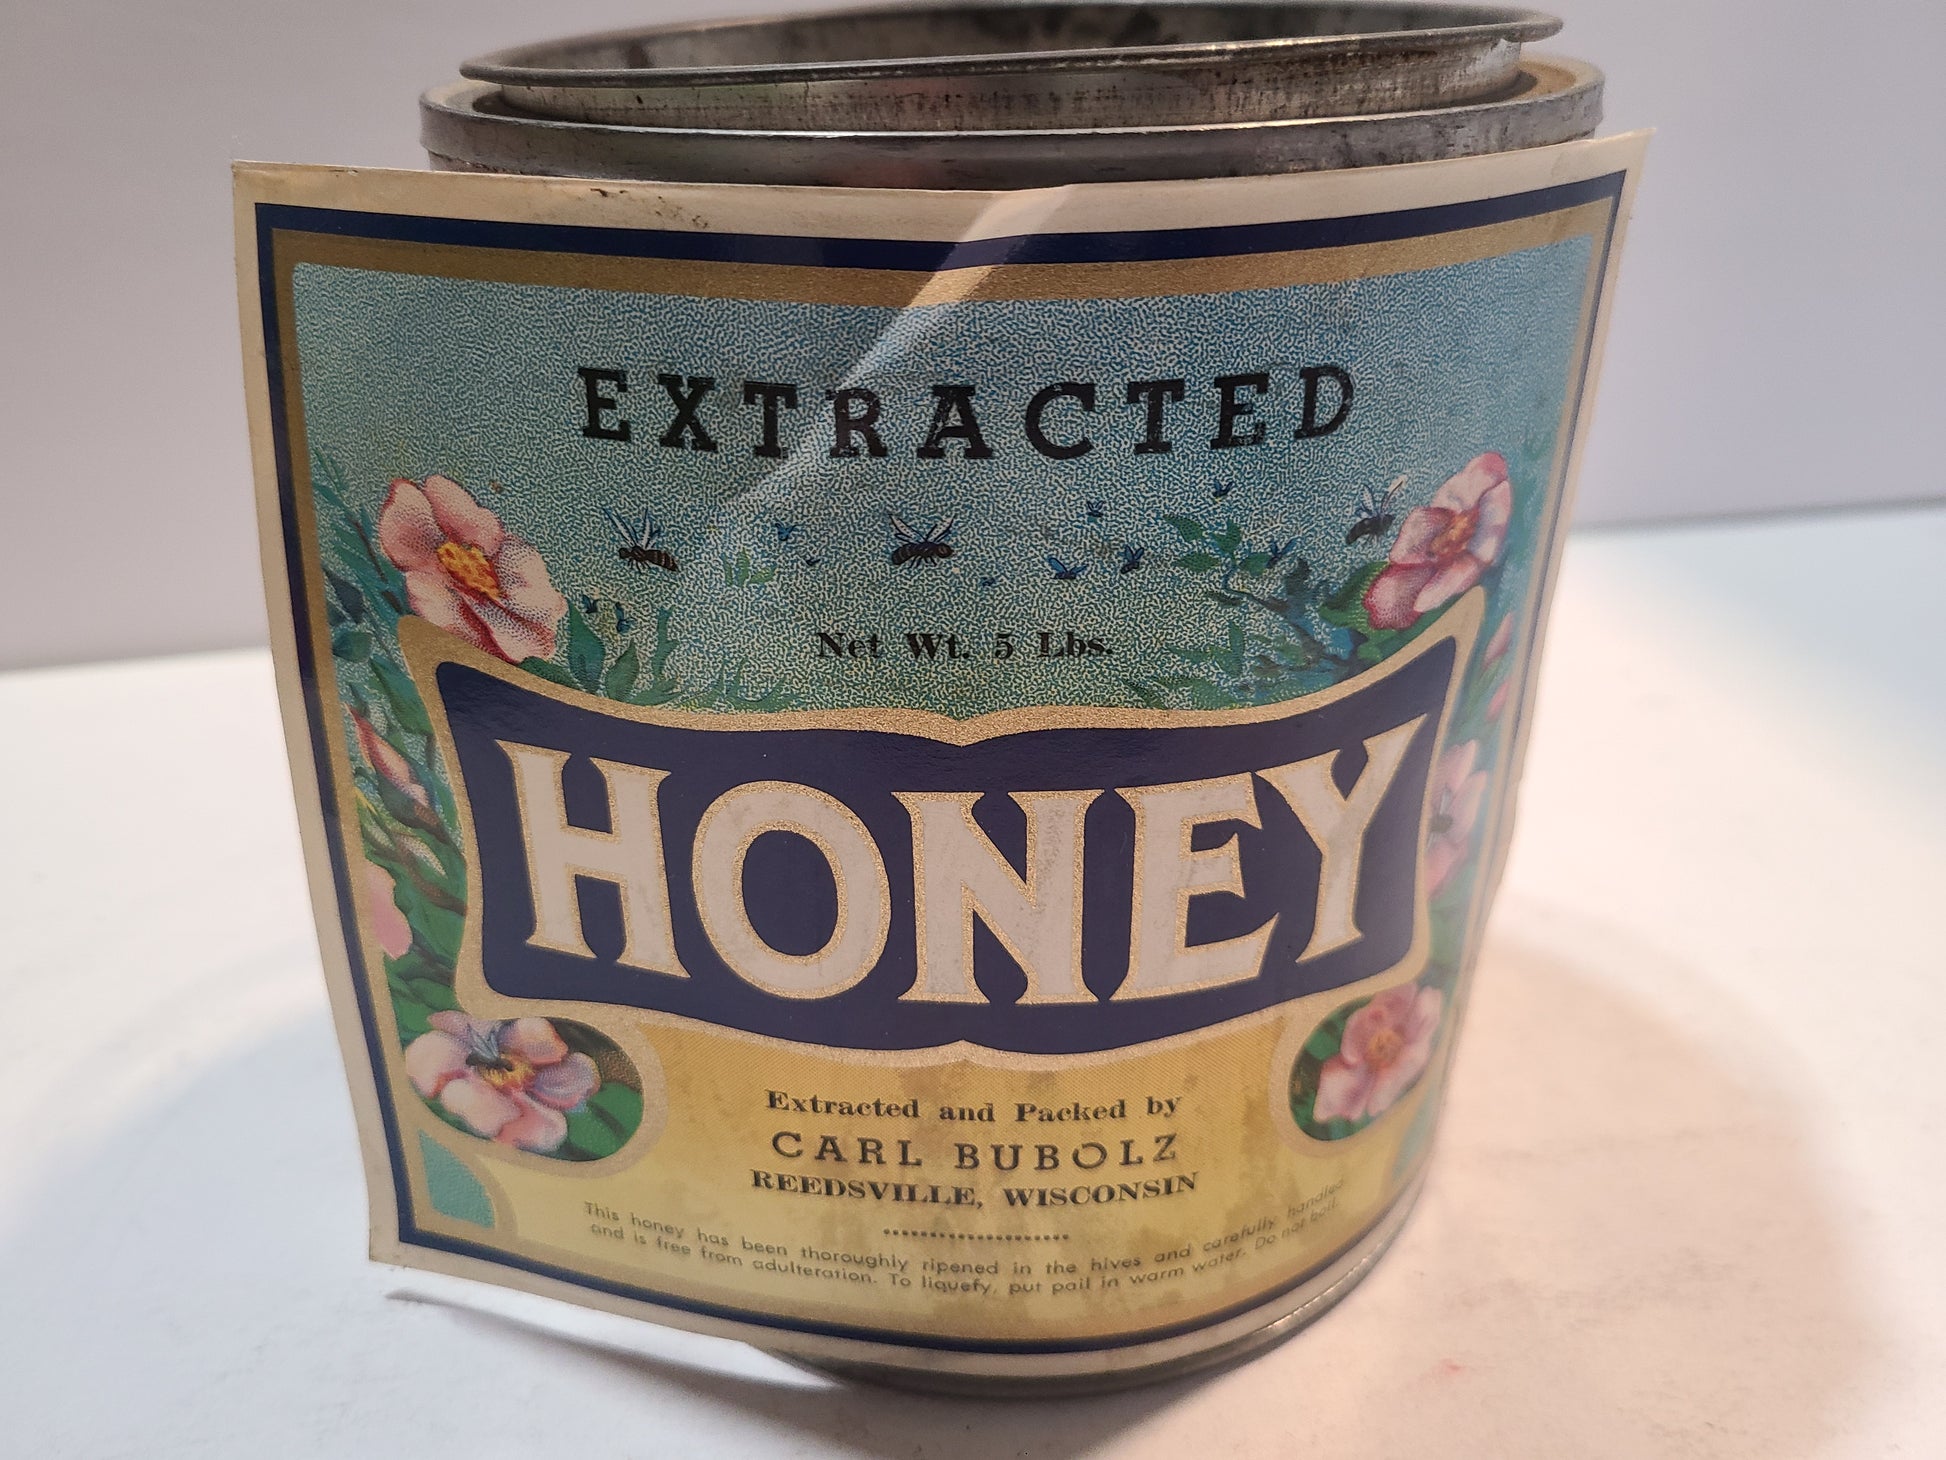 EXTRACTED
Net Wt. 5 Lbs.
HONEY
Extracted and Packed by
CARL BUBOLZ
REEDSVILLE, WISCONSIN
This honey has been thoroughly ripened in the hives and carefully handled
and is free from adulteration. To liquefy, put pail in warm water. Do not boil.